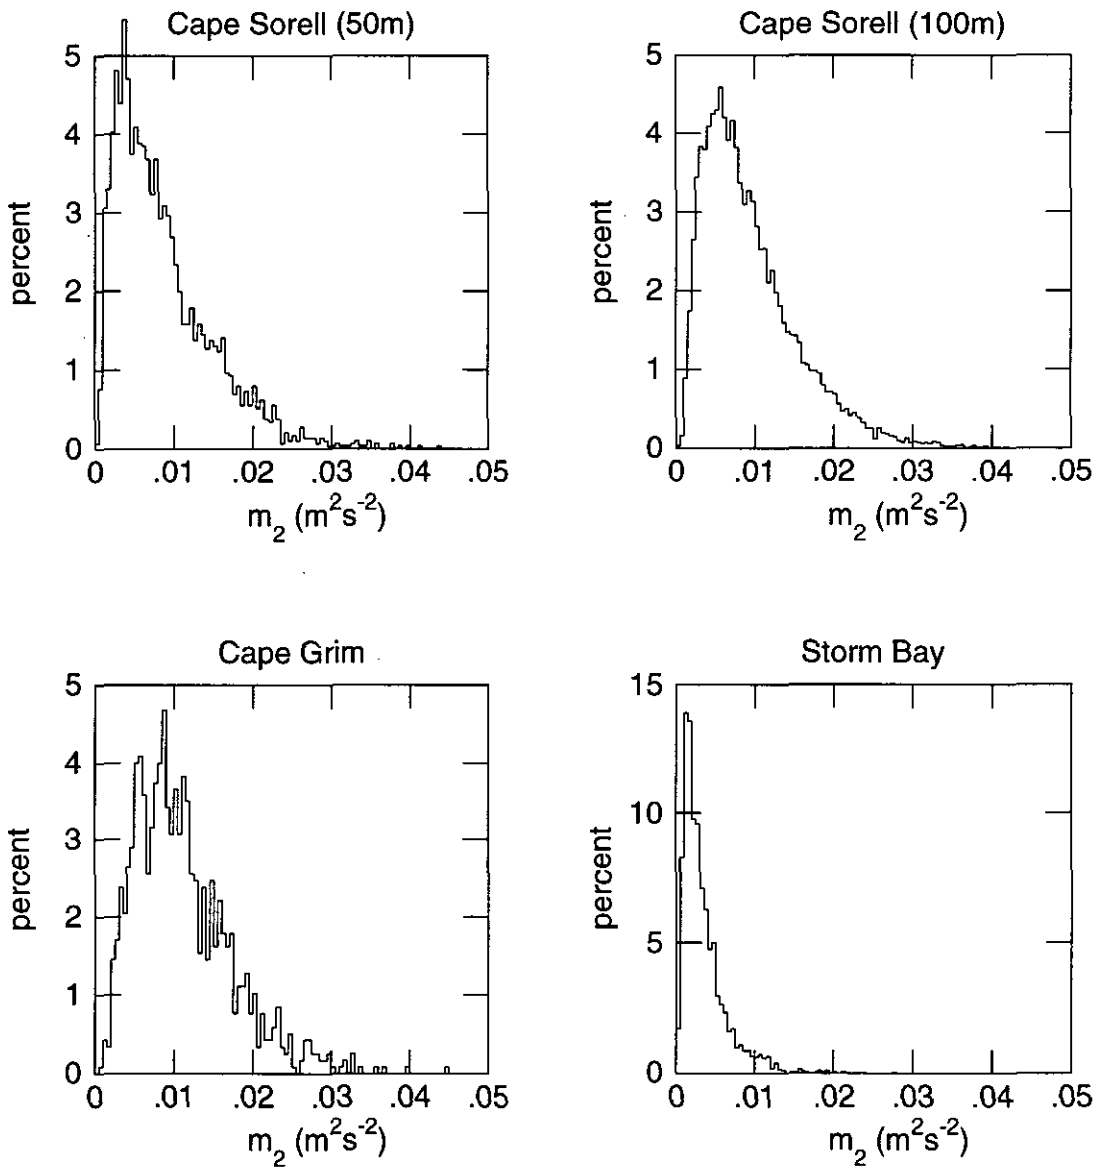 Cape Sorell (50m)
5
4
3
2
1
0
percent
0 .01 .02 .03 .04 .05
m₂ (m²s⁻²)
Cape Sorell (100m)
5
4
3
2
1
0
percent
0 .01 .02 .03 .04 .05
m₂ (m²s⁻²)
Cape Grim
5
4
3
2
1
0
percent
0 .01 .02 .03 .04 .05
m₂ (m²s⁻²)
Storm Bay
15
10
5
0
percent
0 .01 .02 .03 .04 .05
m₂ (m²s⁻²)